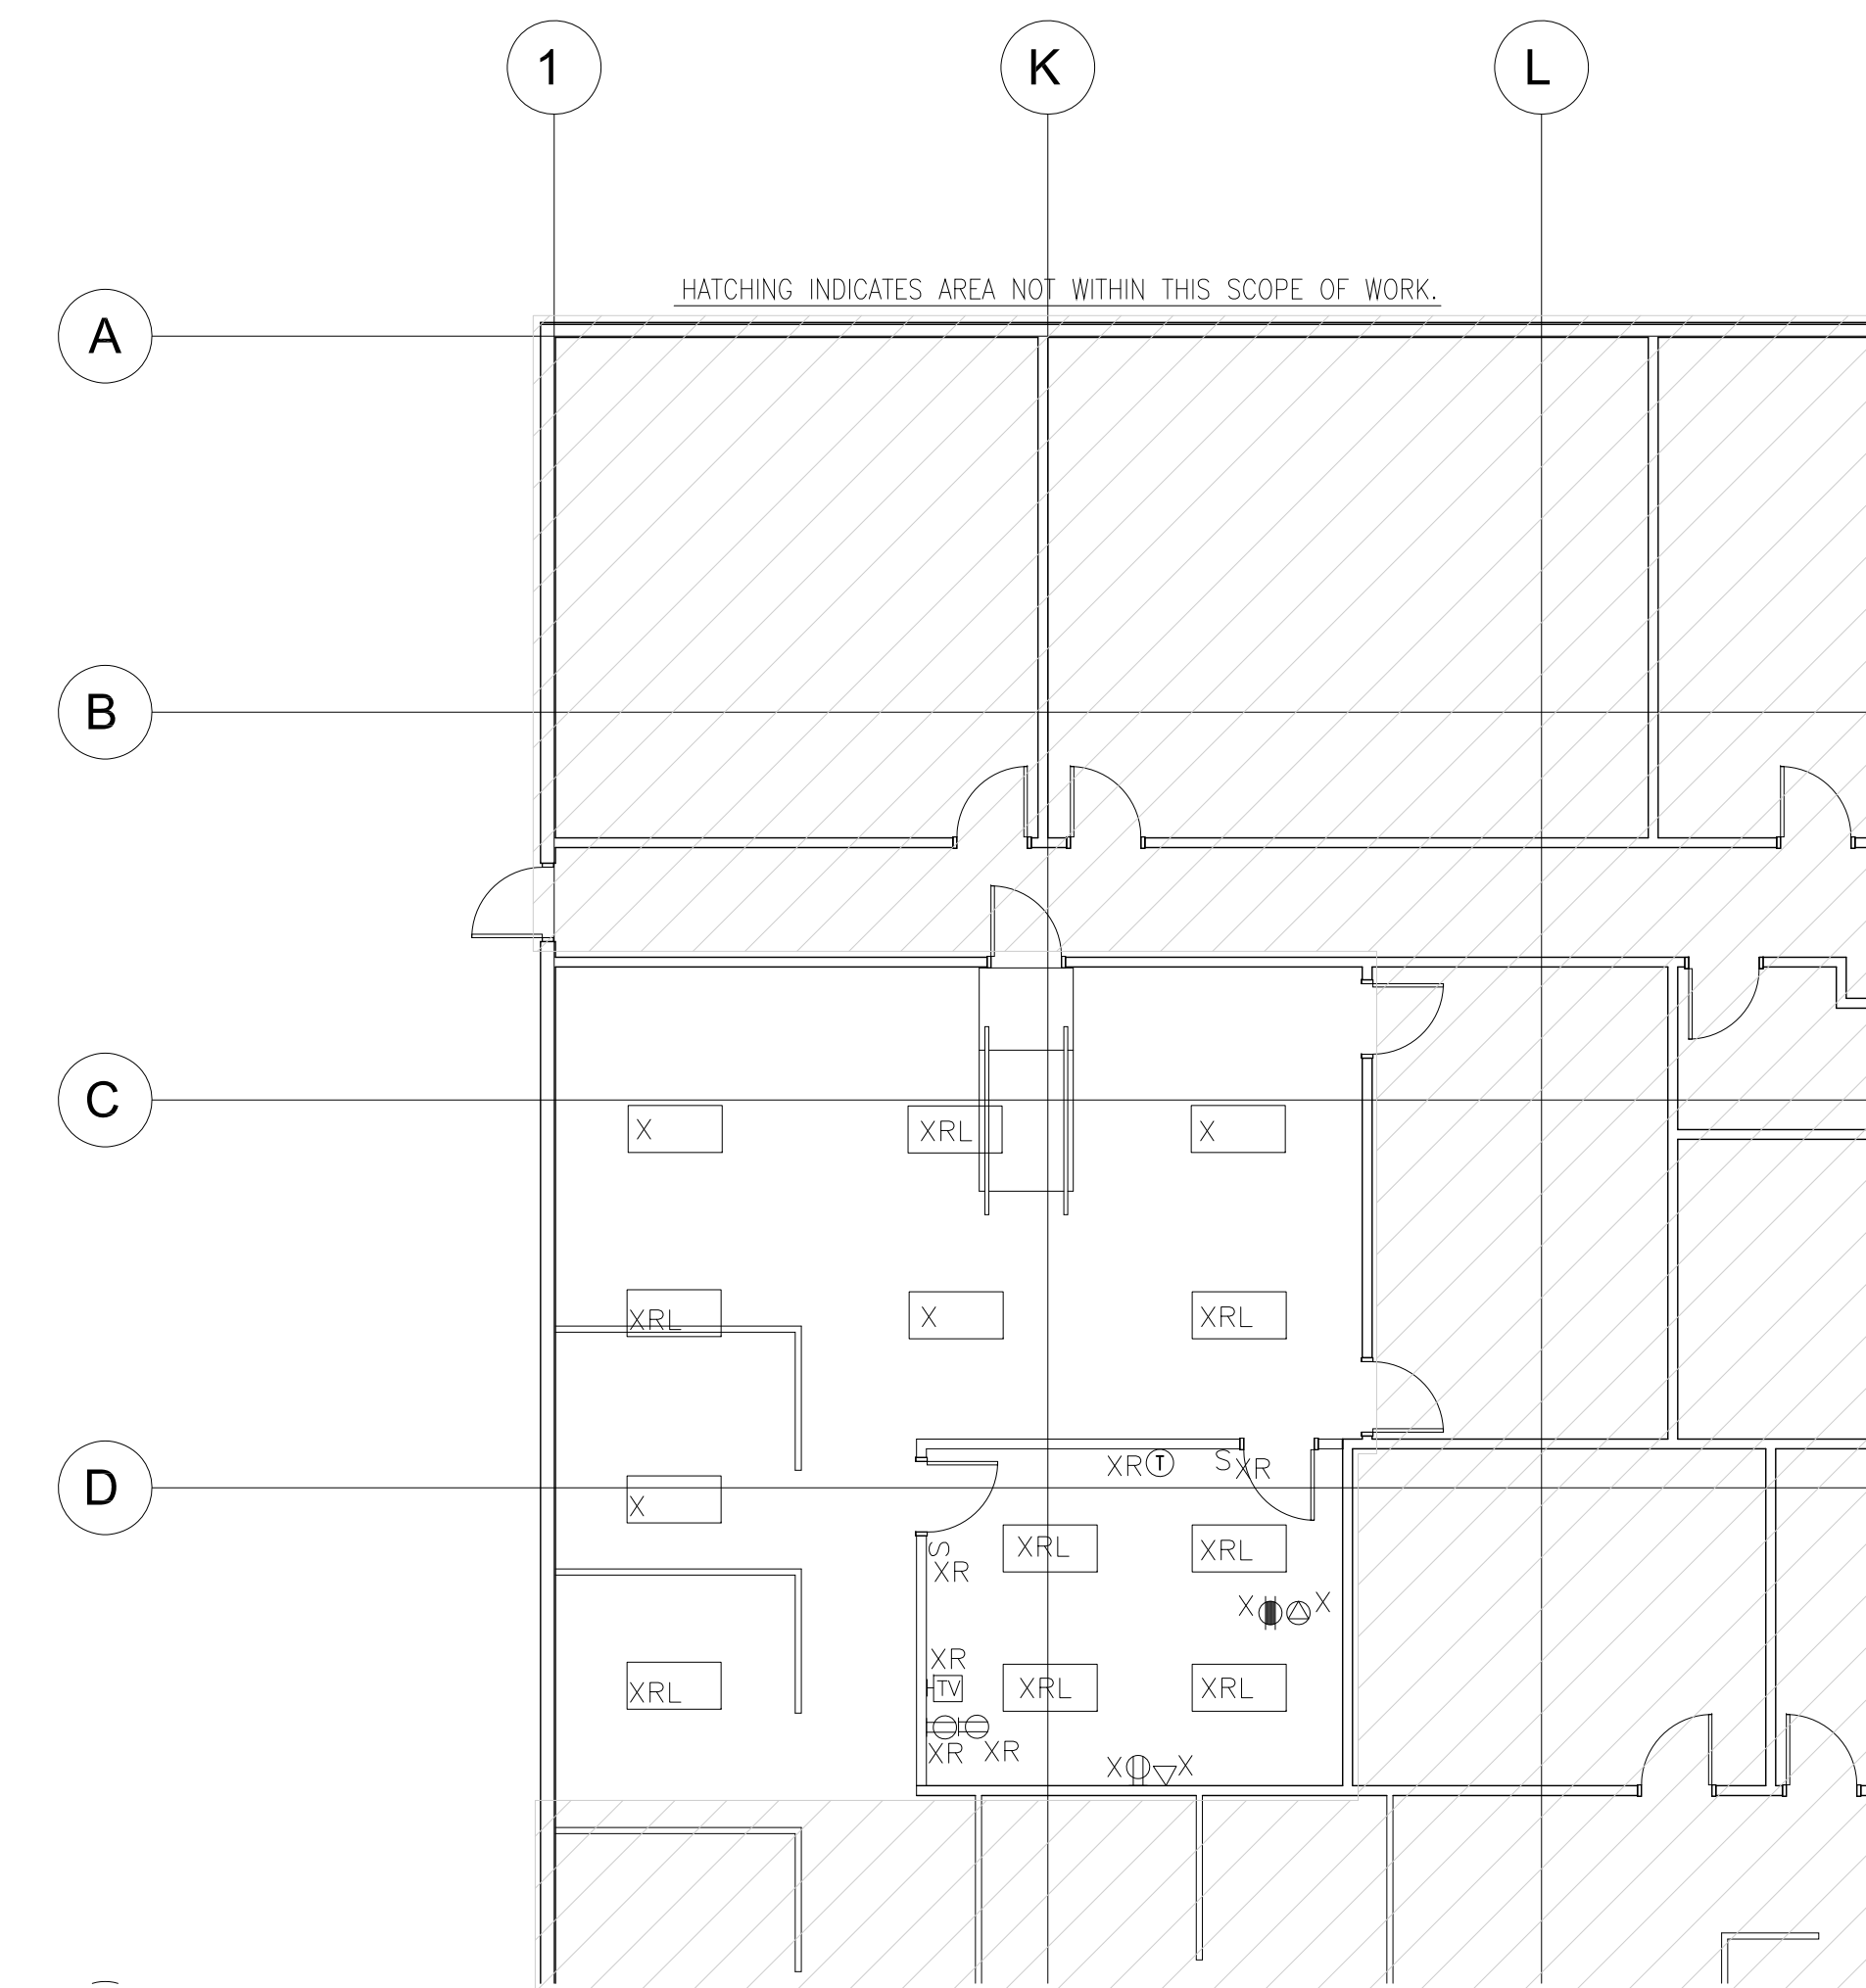 1 K L
HATCHING INDICATES AREA NOT WITHIN THIS SCOPE OF WORK.
A
B
C
X XRL X
XRL X XRL
XR T S XR
D
X
S XRL XRL
XR
X X
XR
TV XRL XRL
XRL
XR XR
X X